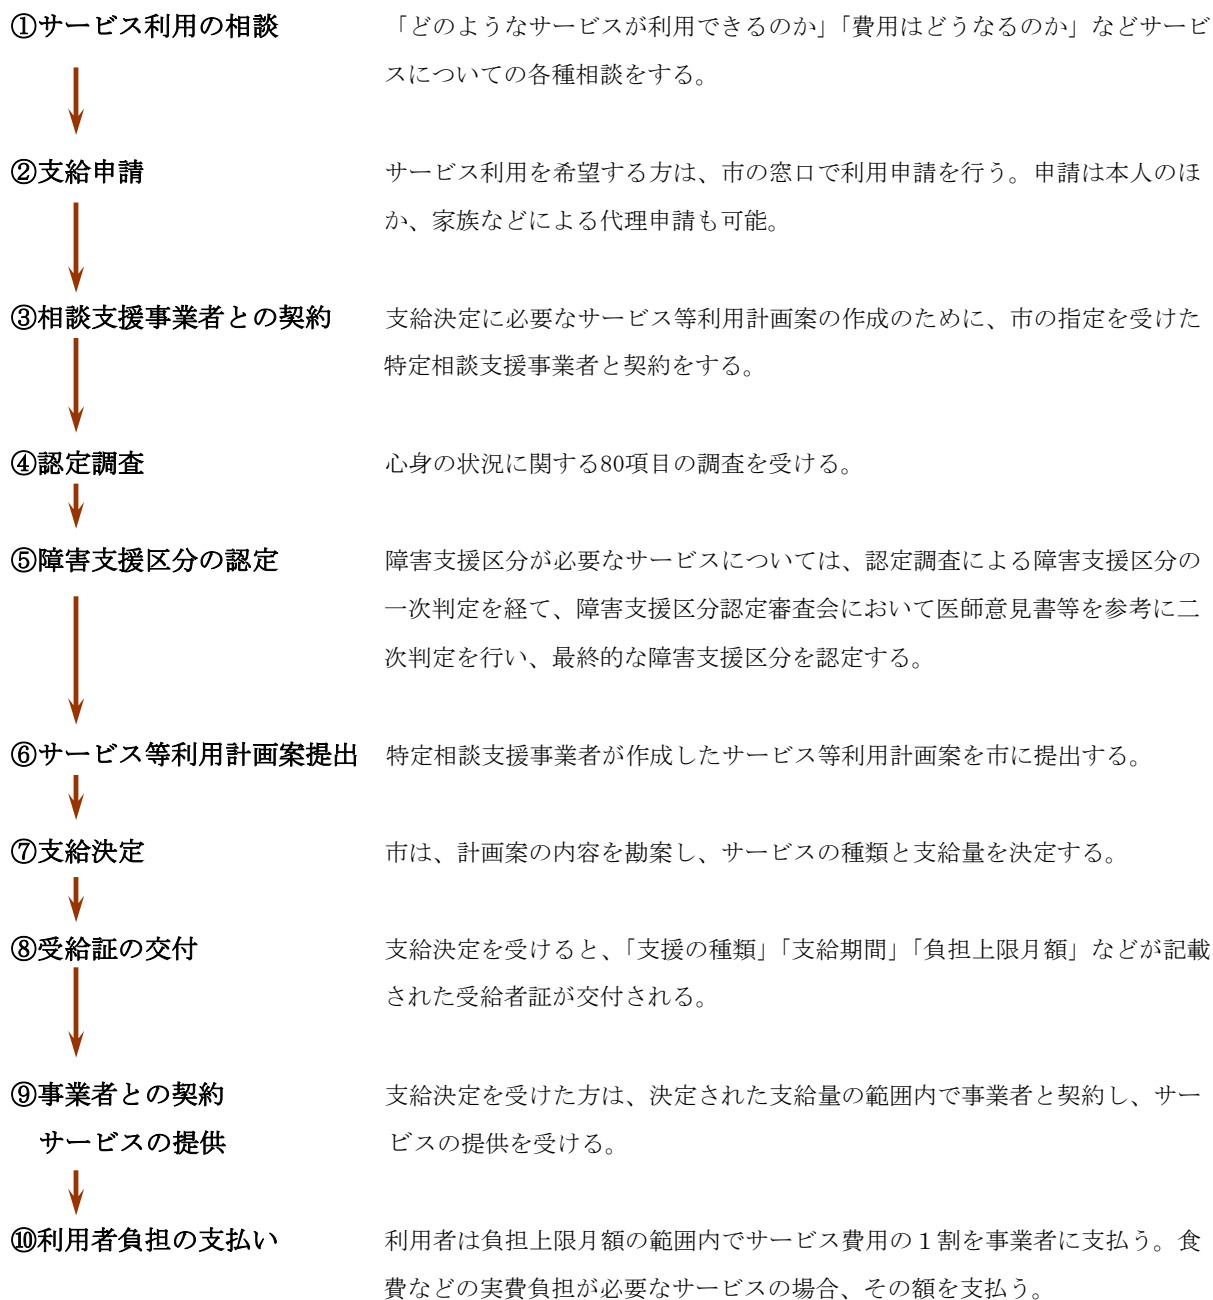 ①サービス利用の相談
「どのようなサービスが利用できるのか」「費用はどうなるのか」などサービ
スについての各種相談をする。
②支給申請
サービス利用を希望する方は、市の窓口で利用申請を行う。申請は本人のほ
か、家族などによる代理申請も可能。
③相談支援事業者との契約
支給決定に必要なサービス等利用計画案の作成のために、市の指定を受けた
特定相談支援事業者と契約をする。
④認定調査
心身の状況に関する80項目の調査を受ける。
⑤障害支援区分の認定
障害支援区分が必要なサービスについては、認定調査による障害支援区分の
一次判定を経て、障害支援区分認定審査会において医師意見書等を参考に二
次判定を行い、最終的な障害支援区分を認定する。
⑥サービス等利用計画案提出
特定相談支援事業者が作成したサービス等利用計画案を市に提出する。
⑦支給決定
市は、計画案の内容を勘案し、サービスの種類と支給量を決定する。
⑧受給証の交付
支給決定を受けると、「支援の種類」「支給期間」「負担上限月額」などが記載
された受給者証が交付される。
⑨事業者との契約
サービスの提供
支給決定を受けた方は、決定された支給量の範囲内で事業者と契約し、サー
ビスの提供を受ける。
⑩利用者負担の支払い
利用者は負担上限月額の範囲内でサービス費用の１割を事業者に支払う。食
費などの実費負担が必要なサービスの場合、その額を支払う。